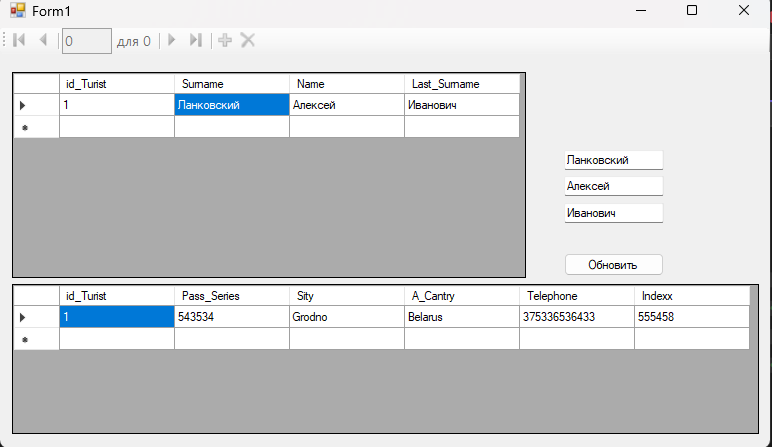 Form1
0 для 0
id_Turist Surname Name Last_Surname
1 Ланковский Алексей Иванович
Ланковский
Алексей
Иванович
Обновить
id_Turist Pass_Series Sity A_Cantry Telephone Indexx
1 543534 Grodno Belarus 375336536433 555458